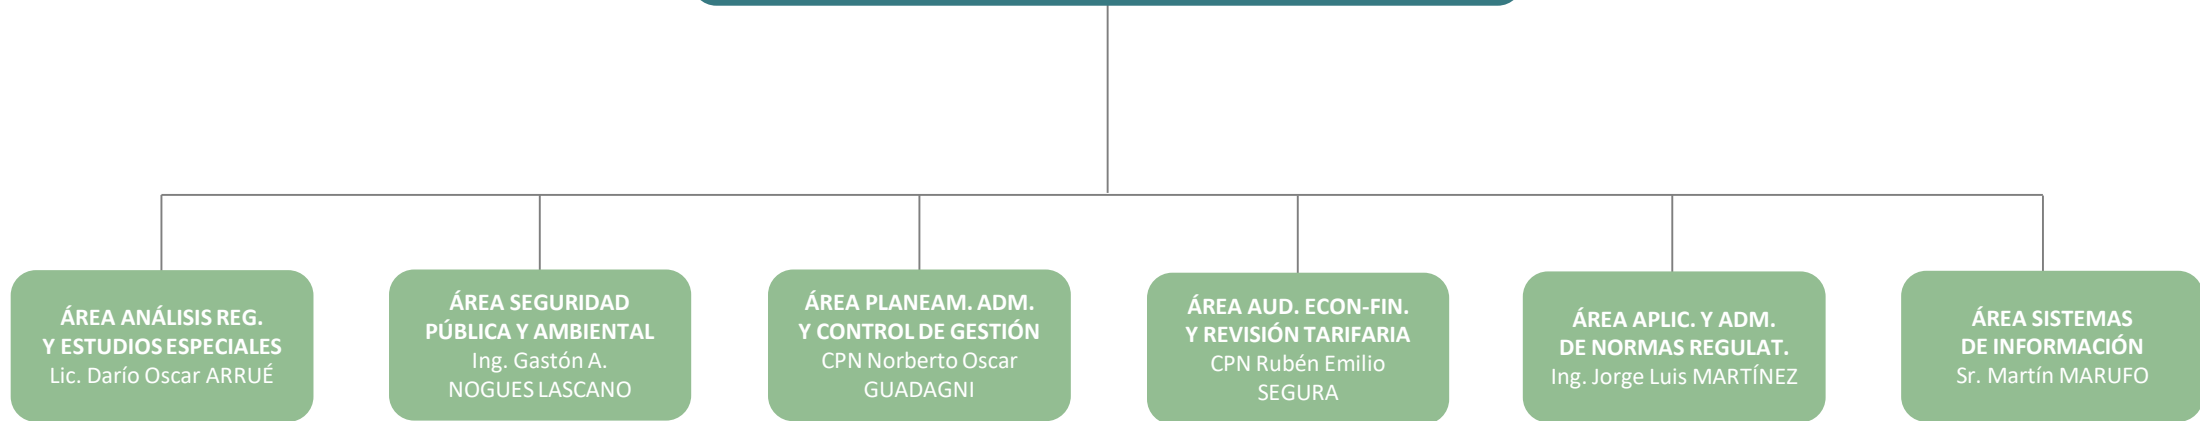 ÁREA ANÁLISIS REG.
Y ESTUDIOS ESPECIALES
Lic. Darío Oscar ARRUÉ
ÁREA SEGURIDAD
PÚBLICA Y AMBIENTAL
Ing. Gastón A.
NOGUES LASCANO
ÁREA PLANEAM. ADM.
Y CONTROL DE GESTIÓN
CPN Norberto Oscar
GUADAGNI
ÁREA AUD. ECON-FIN.
Y REVISIÓN TARIFARIA
CPN Rubén Emilio
SEGURA
ÁREA APLIC. Y ADM.
DE NORMAS REGULAT.
Ing. Jorge Luis MARTÍNEZ
ÁREA SISTEMAS
DE INFORMACIÓN
Sr. Martín MARUFO